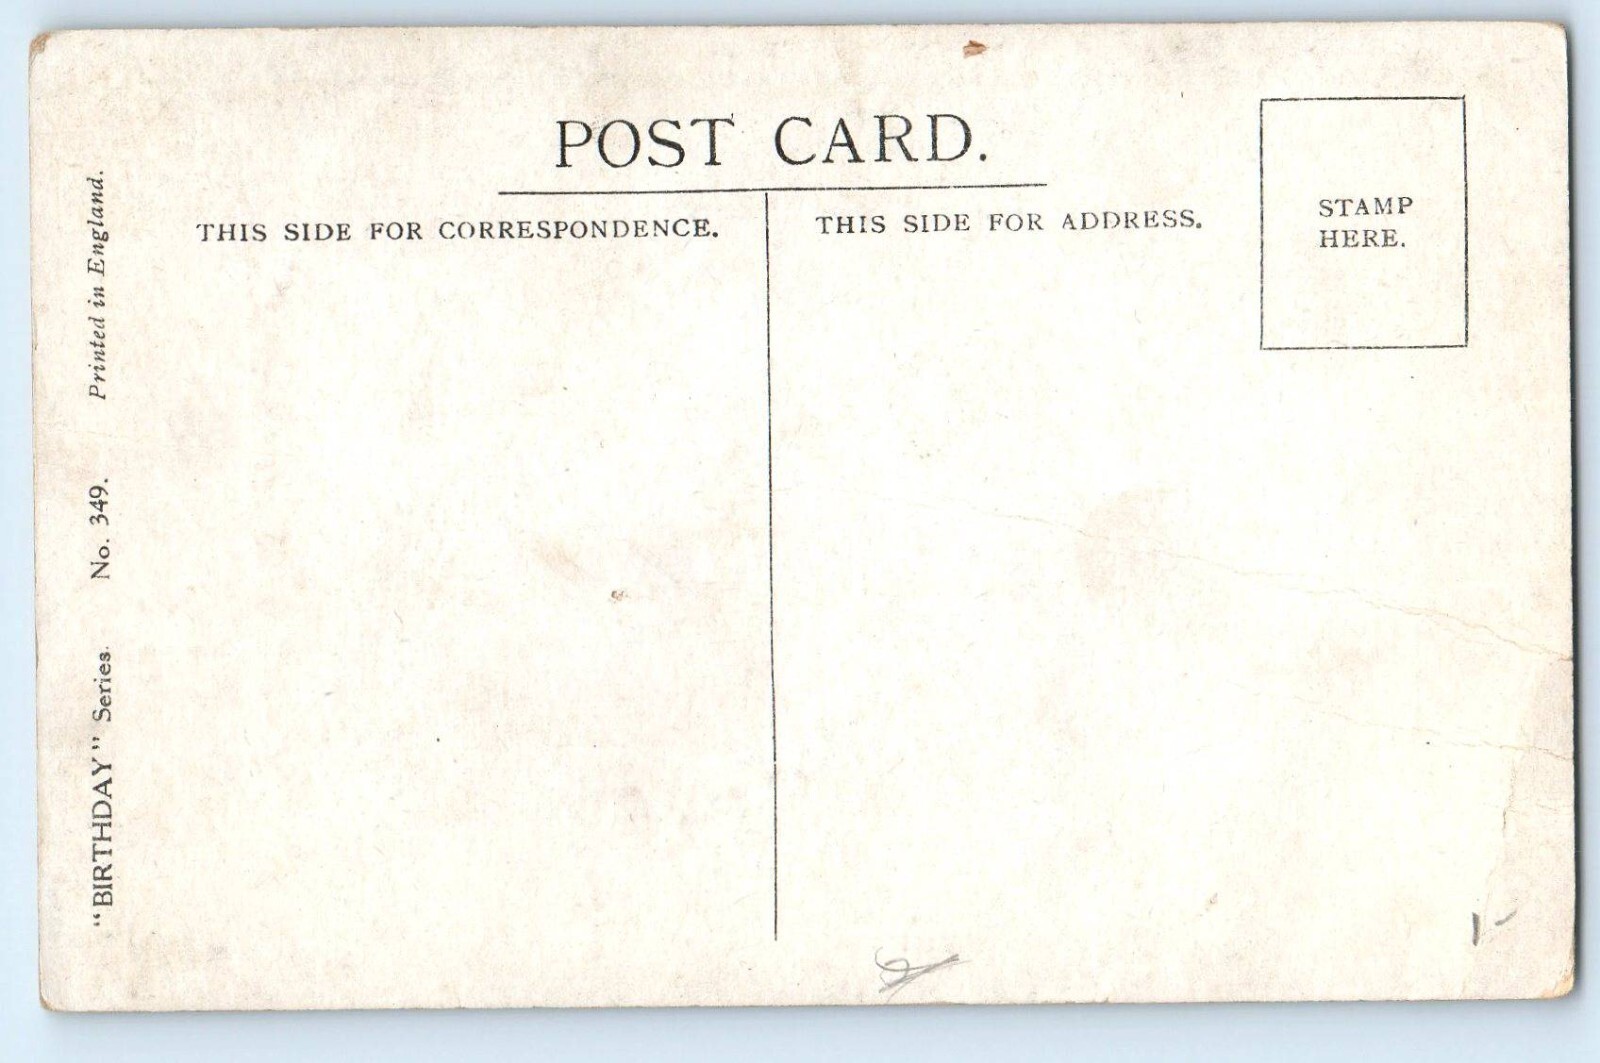 POST CARD.
THIS SIDE FOR CORRESPONDENCE.
THIS SIDE FOR ADDRESS.
STAMP
HERE.
"BIRTHDAY" Series. No. 349. Printed in England.
1-